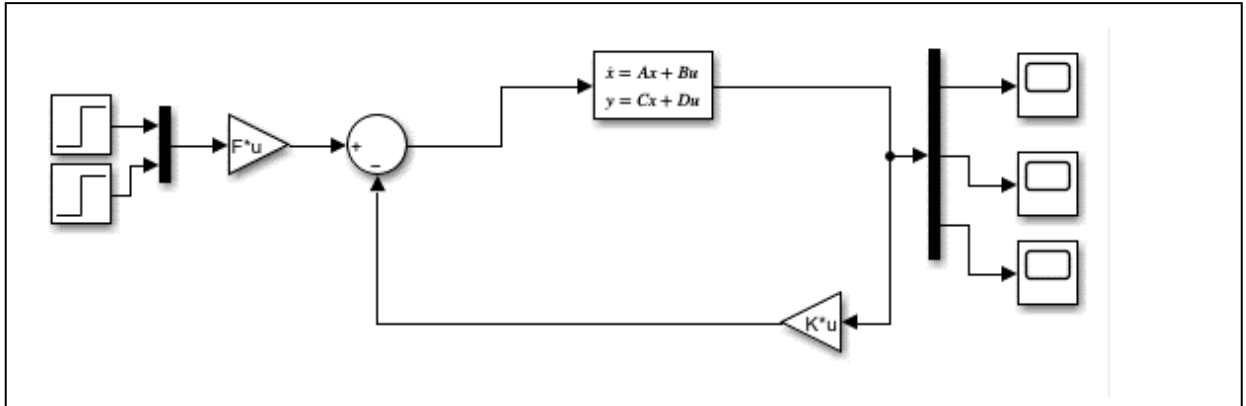 ẋ = Ax + Bu
y = Cx + Du
F*u
+
−
K*u